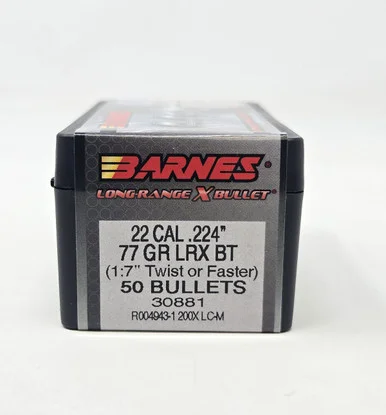 BARNES®
LONG-RANGE X BULLET®
22 CAL .224"
77 GR LRX BT
(1:7" Twist or Faster)
50 BULLETS
30881
R004943-1 200X LC-M